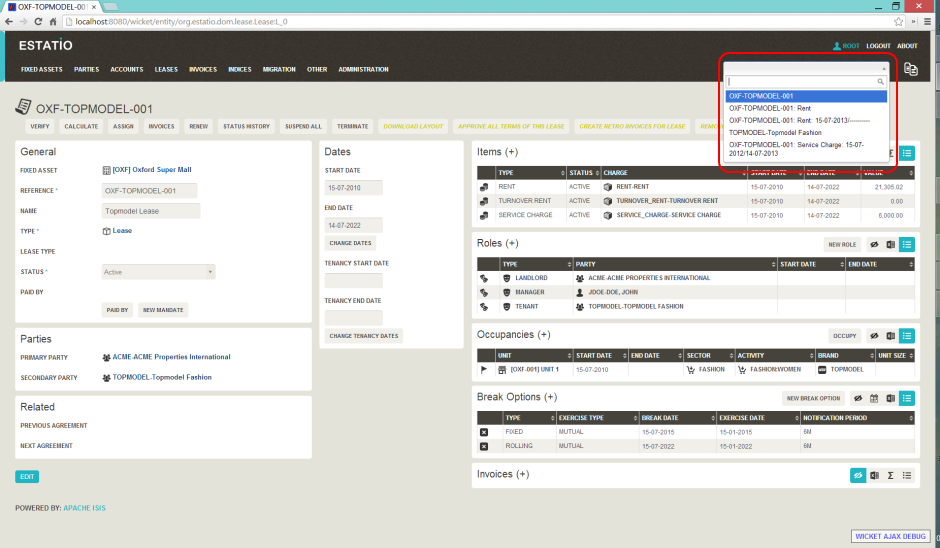 OXF-TOPMODEL-001
localhost:8080/wicket/entity/org.estatio.dom.lease.Lease:L_0
ESTATIO
ROOT LOGOUT ABOUT
FIXED ASSETS PARTIES ACCOUNTS LEASES INVOICES INDICES MIGRATION OTHER ADMINISTRATION
OXF-TOPMODEL-001
OXF-TOPMODEL-001: Rent
OXF-TOPMODEL-001: Rent: 15-07-2013/----------
TOPMODEL-Topmodel Fashion
OXF-TOPMODEL-001: Service Charge: 15-07-
2012/14-07-2013
OXF-TOPMODEL-001
VERIFY CALCULATE ASSIGN INVOICES RENEW STATUS HISTORY SUSPEND ALL TERMINATE DOWNLOAD LAYOUT APPROVE ALL TERMS OF THIS LEASE CREATE RETRO INVOICES FOR LEASE
General
FIXED ASSET [OXF] Oxford Super Mall
REFERENCE * OXF-TOPMODEL-001
NAME Topmodel Lease
TYPE * Lease
LEASE TYPE
STATUS * Active
PAID BY
PAID BY NEW MANDATE
Parties
PRIMARY PARTY ACME-ACME Properties International
SECONDARY PARTY TOPMODEL-Topmodel Fashion
Related
PREVIOUS AGREEMENT
NEXT AGREEMENT
EDIT
Dates
START DATE
15-07-2010
END DATE
14-07-2022
CHANGE DATES
TENANCY START DATE
TENANCY END DATE
CHANGE TENANCY DATES
Items (+)
Σ
TYPE STATUS CHARGE START DATE END DATE VALUE
RENT ACTIVE RENT-RENT 15-07-2010 14-07-2022 21,305.02
TURNOVER RENT ACTIVE TURNOVER_RENT-TURNOVER RENT 15-07-2010 14-07-2022 0.00
SERVICE CHARGE ACTIVE SERVICE_CHARGE-SERVICE CHARGE 15-07-2010 14-07-2022 6,000.00
Roles (+) NEW ROLE
TYPE PARTY START DATE END DATE
LANDLORD ACME-ACME PROPERTIES INTERNATIONAL
MANAGER JDOE-DOE, JOHN
TENANT TOPMODEL-TOPMODEL FASHION
Occupancies (+) OCCUPY
UNIT START DATE END DATE SECTOR ACTIVITY BRAND UNIT SIZE
[OXF-001] UNIT 1 15-07-2010 FASHION FASHION:WOMEN TOPMODEL
Break Options (+) NEW BREAK OPTION
TYPE EXERCISE TYPE BREAK DATE EXERCISE DATE NOTIFICATION PERIOD
FIXED MUTUAL 15-07-2015 15-01-2015 6M
ROLLING MUTUAL 15-07-2022 15-01-2022 6M
Invoices (+) Σ
POWERED BY: APACHE ISIS
WICKET AJAX DEBUG